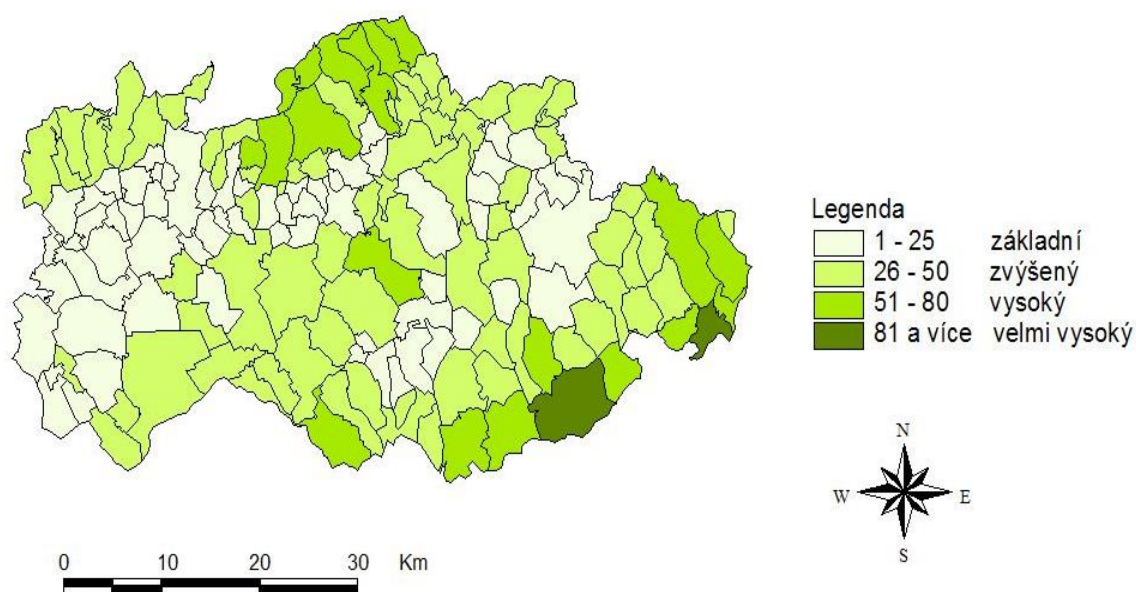 Legenda
1 - 25 základní
26 - 50 zvýšený
51 - 80 vysoký
81 a více velmi vysoký
N
W E
S
0 10 20 30 Km